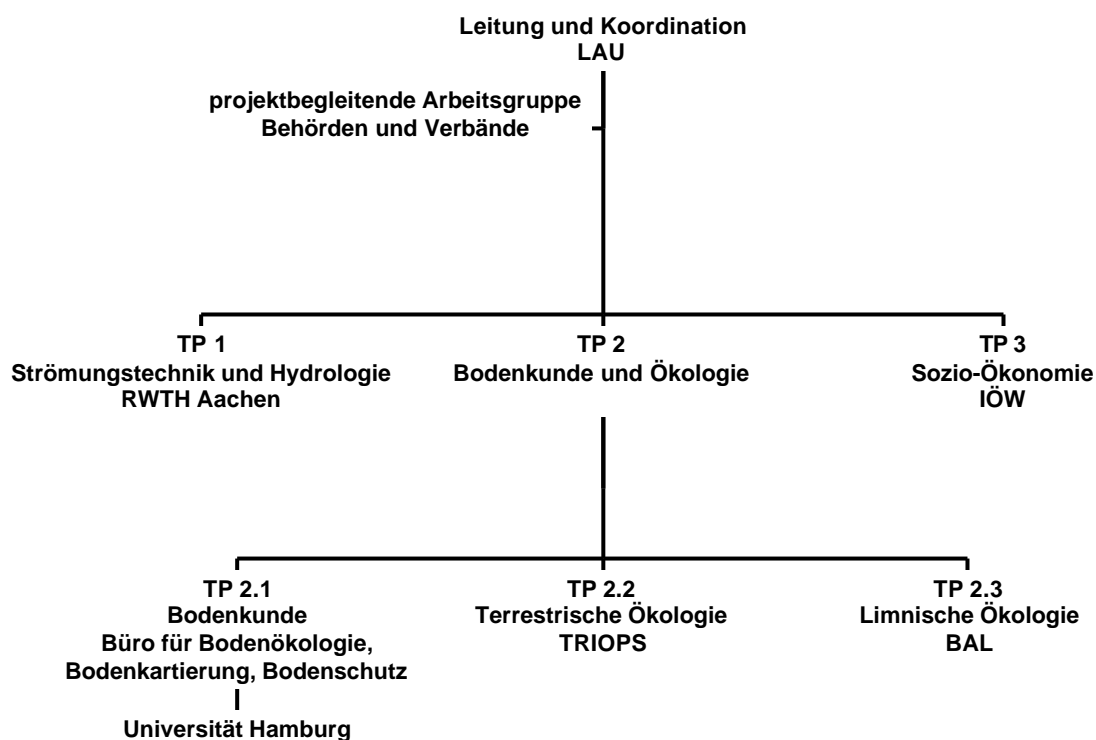 Leitung und Koordination
LAU
projektbegleitende Arbeitsgruppe
Behörden und Verbände
TP 1
Strömungstechnik und Hydrologie
RWTH Aachen
TP 2
Bodenkunde und Ökologie
TP 3
Sozio-Ökonomie
IÖW
TP 2.1
Bodenkunde
Büro für Bodenökologie,
Bodenkartierung, Bodenschutz
Universität Hamburg
TP 2.2
Terrestrische Ökologie
TRIOPS
TP 2.3
Limnische Ökologie
BAL